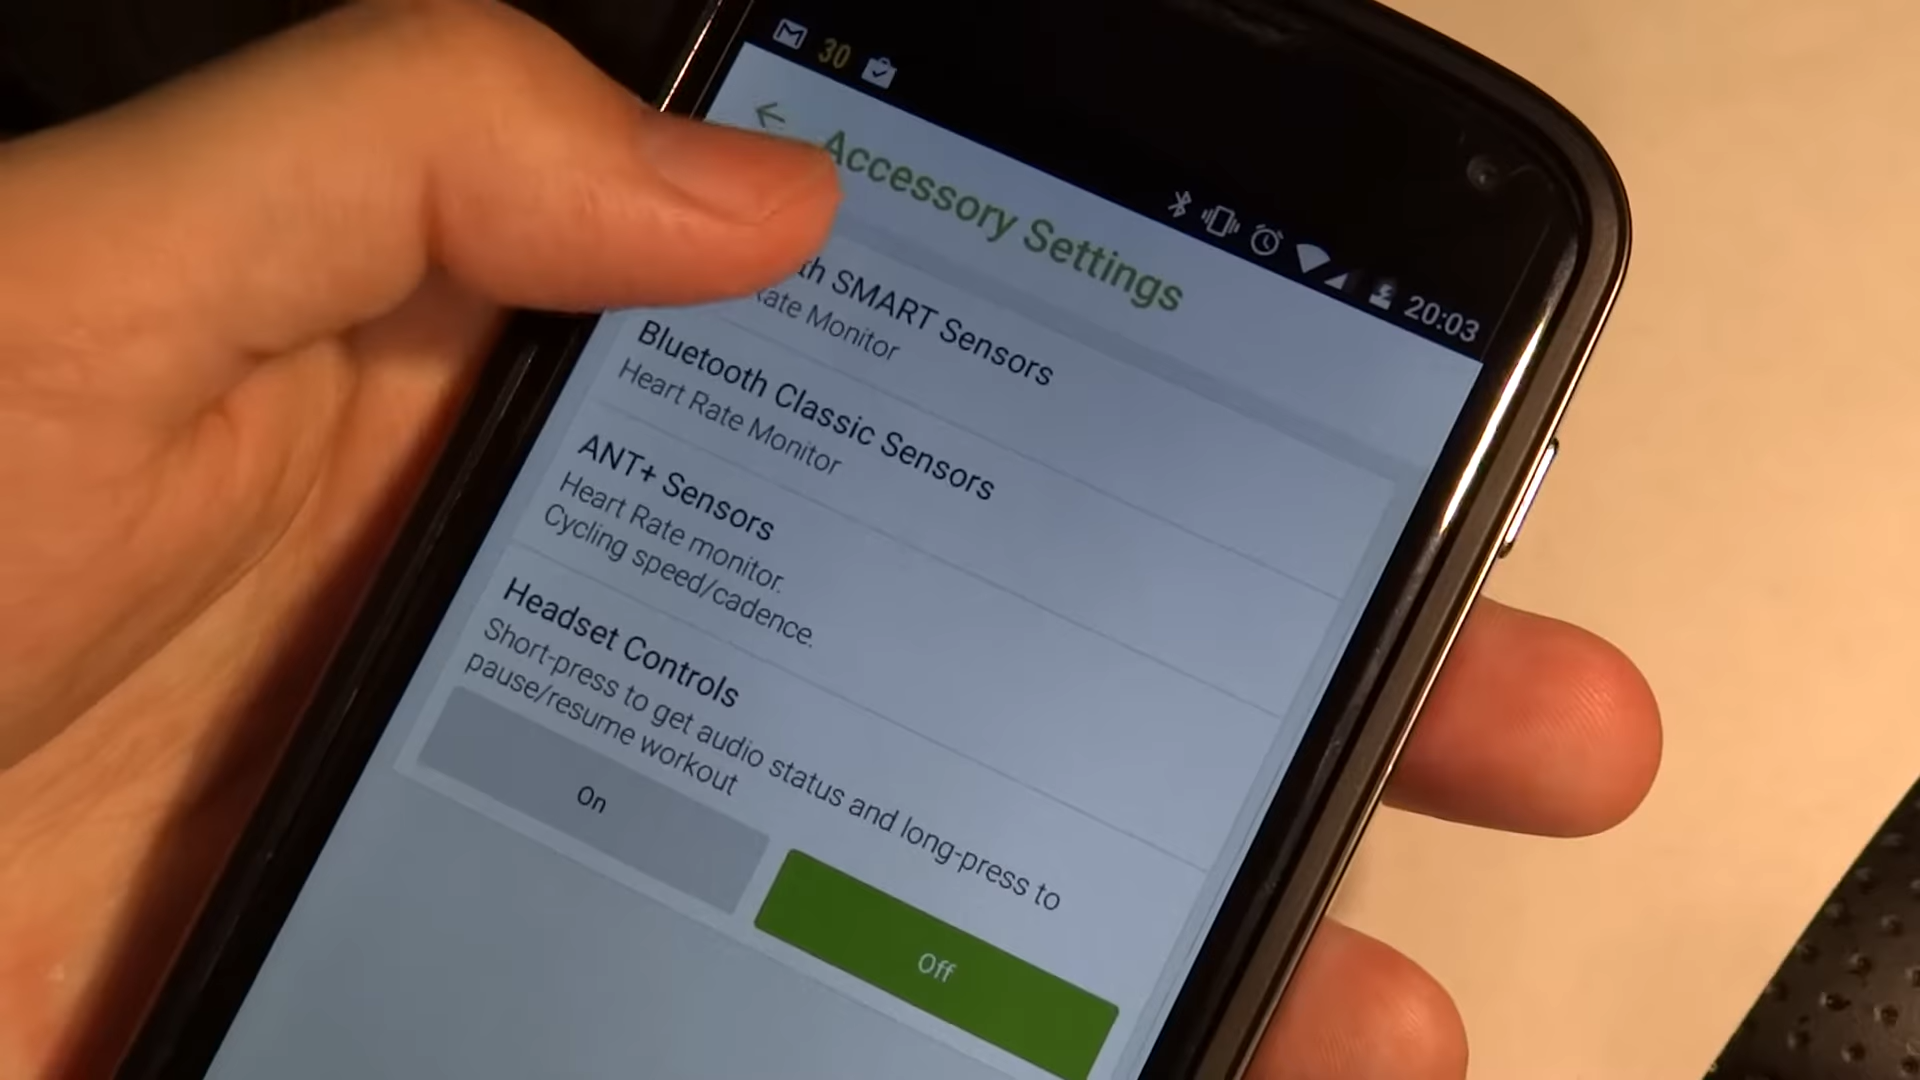 30
20:03
Accessory Settings
SMART Sensors
Rate Monitor
Bluetooth Classic Sensors
Heart Rate Monitor
ANT+ Sensors
Heart Rate monitor.
Cycling speed/cadence.
Headset Controls
Short-press to get audio status and long-press to
pause/resume workout
On
Off